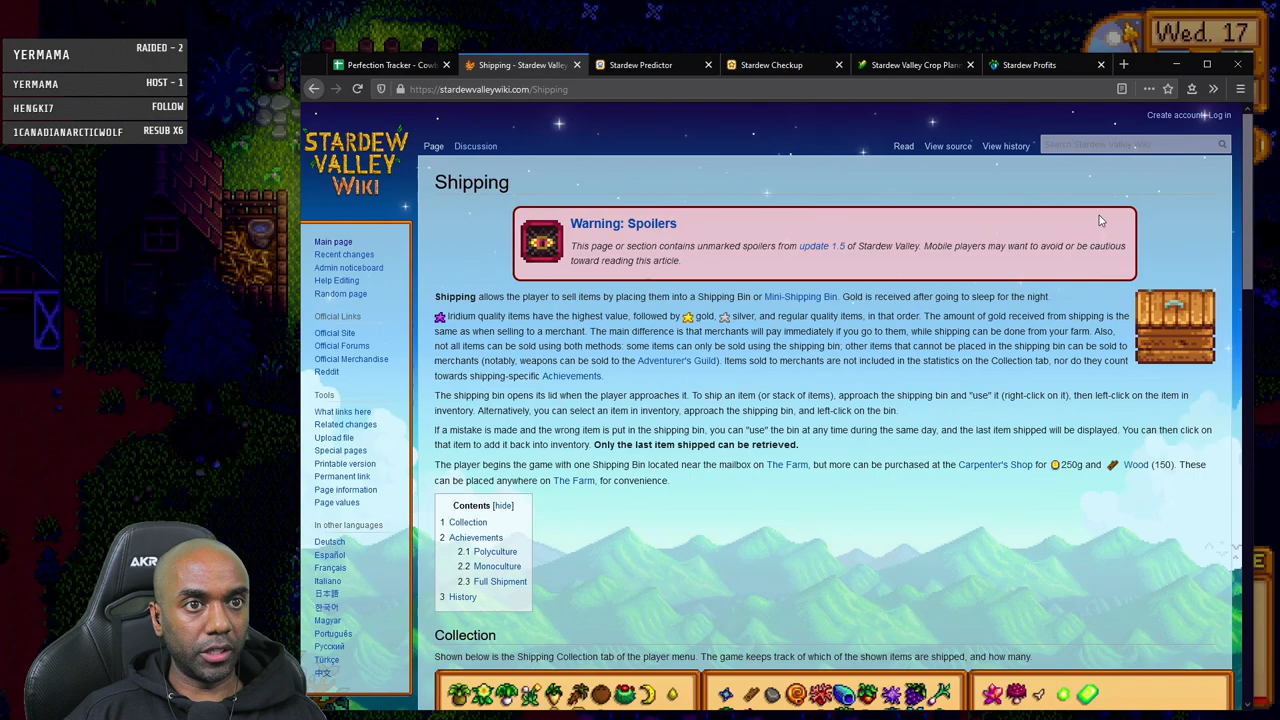 YERMAMA RAIDED - 2
YERMAMA HOST - 1
HENGKI7 FOLLOW
1CANADIANARCTICWOLF RESUB X6
Wed. 17
Perfection Tracker - Cowb
Shipping - Stardew Valley
Stardew Predictor
Stardew Checkup
Stardew Valley Crop Plan
Stardew Profits
https://stardewvalleywiki.com/Shipping
STARDEW
VALLEY
WIKI
Create account
Log in
Page
Discussion
Read
View source
View history
Search Stardew Valley Wiki
Main page
Recent changes
Admin noticeboard
Help Editing
Random page
Official Links
Official Site
Official Forums
Official Merchandise
Reddit
Tools
What links here
Related changes
Upload file
Special pages
Printable version
Permanent link
Page information
Page values
In other languages
Deutsch
Español
Français
Italiano
日本語
한국어
Magyar
Português
Русский
Türkçe
中文
Shipping
Warning: Spoilers
This page or section contains unmarked spoilers from update 1.5 of Stardew Valley. Mobile players may want to avoid or be cautious
toward reading this article.
Shipping allows the player to sell items by placing them into a Shipping Bin or Mini-Shipping Bin. Gold is received after going to sleep for the night.
Iridium quality items have the highest value, followed by gold, silver, and regular quality items, in that order. The amount of gold received from shipping is the
same as when selling to a merchant. The main difference is that merchants will pay immediately if you go to them, while shipping can be done from your farm. Also,
not all items can be sold using both methods: some items can only be sold using the shipping bin; other items that cannot be placed in the shipping bin can be sold to
merchants (notably, weapons can be sold to the Adventurer's Guild). Items sold to merchants are not included in the statistics on the Collection tab, nor do they count
towards shipping-specific Achievements.
The shipping bin opens its lid when the player approaches it. To ship an item (or stack of items), approach the shipping bin and "use" it (right-click on it), then left-click on the item in
inventory. Alternatively, you can select an item in inventory, approach the shipping bin, and left-click on the bin.
If a mistake is made and the wrong item is put in the shipping bin, you can "use" the bin at any time during the same day, and the last item shipped will be displayed. You can then click on
that item to add it back into inventory. Only the last item shipped can be retrieved.
The player begins the game with one Shipping Bin located near the mailbox on The Farm, but more can be purchased at the Carpenter's Shop for 250g and Wood (150). These
can be placed anywhere on The Farm, for convenience.
Contents [hide]
1 Collection
2 Achievements
2.1 Polyculture
2.2 Monoculture
2.3 Full Shipment
3 History
Collection
Shown below is the Shipping Collection tab of the player menu. The game keeps track of which of the shown items are shipped, and how many.
AKR